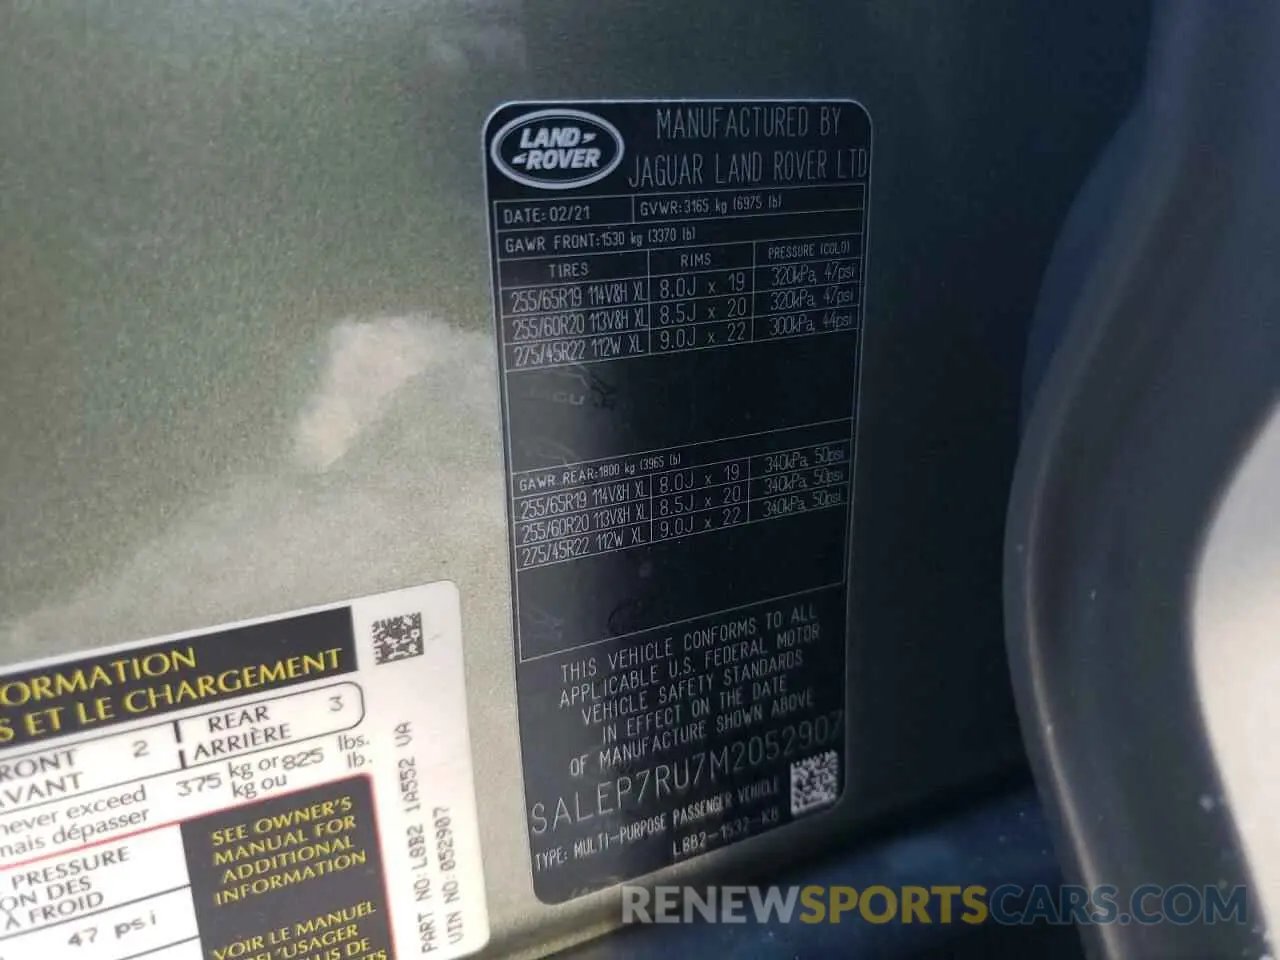 LAND
ROVER
MANUFACTURED BY
JAGUAR LAND ROVER LTD
DATE: 02/21 GVWR:3165 kg (6975 lb)
GAWR FRONT:1530 kg (3370 lb)
TIRES RIMS PRESSURE (COLD)
255/65R19 114V&H XL 8.0J x 19 320kPa, 47psi
255/60R20 113V&H XL 8.5J x 20 320kPa, 47psi
275/45R22 112W XL 9.0J x 22 300kPa, 44psi
GAWR REAR:1800 kg (3965 lb)
255/65R19 114V&H XL 8.0J x 19 340kPa, 50psi
255/60R20 113V&H XL 8.5J x 20 340kPa, 50psi
275/45R22 112W XL 9.0J x 22 340kPa, 50psi
THIS VEHICLE CONFORMS TO ALL
APPLICABLE U.S. FEDERAL MOTOR
VEHICLE SAFETY STANDARDS
IN EFFECT ON THE DATE
OF MANUFACTURE SHOWN ABOVE
SALEP7RU7M2052907
TYPE: MULTI-PURPOSE PASSENGER VEHICLE
L8B2-1532-KB
ORMATION
S ET LE CHARGEMENT
RONT 2 REAR 3
AVANT ARRIÈRE
never exceed 375 kg or 825 lbs.
mais dépasser kg ou lb.
PRESSURE
ON DES
À FROID
47 psi
SEE OWNER'S
MANUAL FOR
ADDITIONAL
INFORMATION
VOIR LE MANUEL
DE L'USAGER
PLUS DE
PART NO:L8B2 1A552 VA
VIN NO:052907
RENEWSPORTSCARS.COM